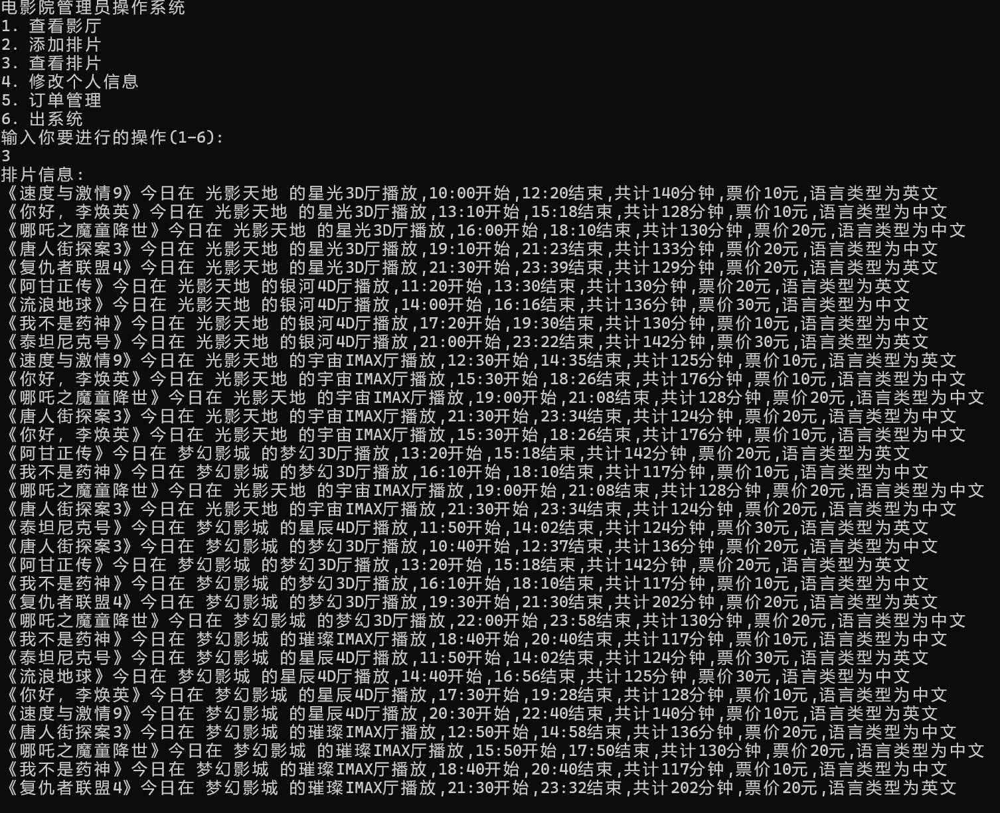 电影院管理员操作系统
1. 查看影厅
2. 添加排片
3. 查看排片
4. 修改个人信息
5. 订单管理
6. 出系统
输入你要进行的操作(1-6):
3
排片信息:
《速度与激情9》今日在 光影天地 的星光3D厅播放,10:00开始,12:20结束,共计140分钟,票价10元,语言类型为英文
《你好, 李焕英》今日在 光影天地 的星光3D厅播放,13:10开始,15:18结束,共计128分钟,票价10元,语言类型为中文
《哪吒之魔童降世》今日在 光影天地 的星光3D厅播放,16:00开始,18:10结束,共计130分钟,票价20元,语言类型为中文
《唐人街探案3》今日在 光影天地 的星光3D厅播放,19:10开始,21:23结束,共计133分钟,票价20元,语言类型为中文
《复仇者联盟4》今日在 光影天地 的星光3D厅播放,21:30开始,23:39结束,共计129分钟,票价20元,语言类型为英文
《阿甘正传》今日在 光影天地 的银河4D厅播放,11:20开始,13:30结束,共计130分钟,票价20元,语言类型为英文
《流浪地球》今日在 光影天地 的银河4D厅播放,14:00开始,16:16结束,共计136分钟,票价30元,语言类型为中文
《我不是药神》今日在 光影天地 的银河4D厅播放,17:20开始,19:30结束,共计130分钟,票价10元,语言类型为中文
《泰坦尼克号》今日在 光影天地 的银河4D厅播放,21:00开始,23:22结束,共计142分钟,票价30元,语言类型为英文
《速度与激情9》今日在 光影天地 的宇宙IMAX厅播放,12:30开始,14:35结束,共计125分钟,票价10元,语言类型为英文
《你好, 李焕英》今日在 光影天地 的宇宙IMAX厅播放,15:30开始,18:26结束,共计176分钟,票价10元,语言类型为中文
《哪吒之魔童降世》今日在 光影天地 的宇宙IMAX厅播放,19:00开始,21:08结束,共计128分钟,票价20元,语言类型为中文
《唐人街探案3》今日在 光影天地 的宇宙IMAX厅播放,21:30开始,23:34结束,共计124分钟,票价20元,语言类型为中文
《你好, 李焕英》今日在 光影天地 的宇宙IMAX厅播放,15:30开始,18:26结束,共计176分钟,票价10元,语言类型为中文
《阿甘正传》今日在 梦幻影城 的梦幻3D厅播放,13:20开始,15:18结束,共计142分钟,票价20元,语言类型为英文
《我不是药神》今日在 梦幻影城 的梦幻3D厅播放,16:10开始,18:10结束,共计117分钟,票价10元,语言类型为中文
《哪吒之魔童降世》今日在 光影天地 的宇宙IMAX厅播放,19:00开始,21:08结束,共计128分钟,票价20元,语言类型为中文
《唐人街探案3》今日在 光影天地 的宇宙IMAX厅播放,21:30开始,23:34结束,共计124分钟,票价20元,语言类型为中文
《泰坦尼克号》今日在 梦幻影城 的星辰4D厅播放,11:50开始,14:02结束,共计124分钟,票价30元,语言类型为英文
《唐人街探案3》今日在 梦幻影城 的梦幻3D厅播放,10:40开始,12:37结束,共计136分钟,票价20元,语言类型为中文
《阿甘正传》今日在 梦幻影城 的梦幻3D厅播放,13:20开始,15:18结束,共计142分钟,票价20元,语言类型为英文
《我不是药神》今日在 梦幻影城 的梦幻3D厅播放,16:10开始,18:10结束,共计117分钟,票价10元,语言类型为中文
《复仇者联盟4》今日在 梦幻影城 的梦幻3D厅播放,19:30开始,21:30结束,共计202分钟,票价20元,语言类型为英文
《哪吒之魔童降世》今日在 梦幻影城 的梦幻3D厅播放,22:00开始,23:58结束,共计130分钟,票价20元,语言类型为中文
《我不是药神》今日在 梦幻影城 的璀璨IMAX厅播放,18:40开始,20:40结束,共计117分钟,票价10元,语言类型为中文
《泰坦尼克号》今日在 梦幻影城 的星辰4D厅播放,11:50开始,14:02结束,共计124分钟,票价30元,语言类型为英文
《流浪地球》今日在 梦幻影城 的星辰4D厅播放,14:40开始,16:56结束,共计125分钟,票价30元,语言类型为中文
《你好, 李焕英》今日在 梦幻影城 的星辰4D厅播放,17:30开始,19:28结束,共计128分钟,票价10元,语言类型为中文
《速度与激情9》今日在 梦幻影城 的星辰4D厅播放,20:30开始,22:40结束,共计140分钟,票价10元,语言类型为英文
《唐人街探案3》今日在 梦幻影城 的璀璨IMAX厅播放,12:50开始,14:58结束,共计136分钟,票价20元,语言类型为中文
《哪吒之魔童降世》今日在 梦幻影城 的璀璨IMAX厅播放,15:50开始,17:50结束,共计130分钟,票价20元,语言类型为中文
《我不是药神》今日在 梦幻影城 的璀璨IMAX厅播放,18:40开始,20:40结束,共计117分钟,票价10元,语言类型为中文
《复仇者联盟4》今日在 梦幻影城 的璀璨IMAX厅播放,21:30开始,23:32结束,共计202分钟,票价20元,语言类型为英文